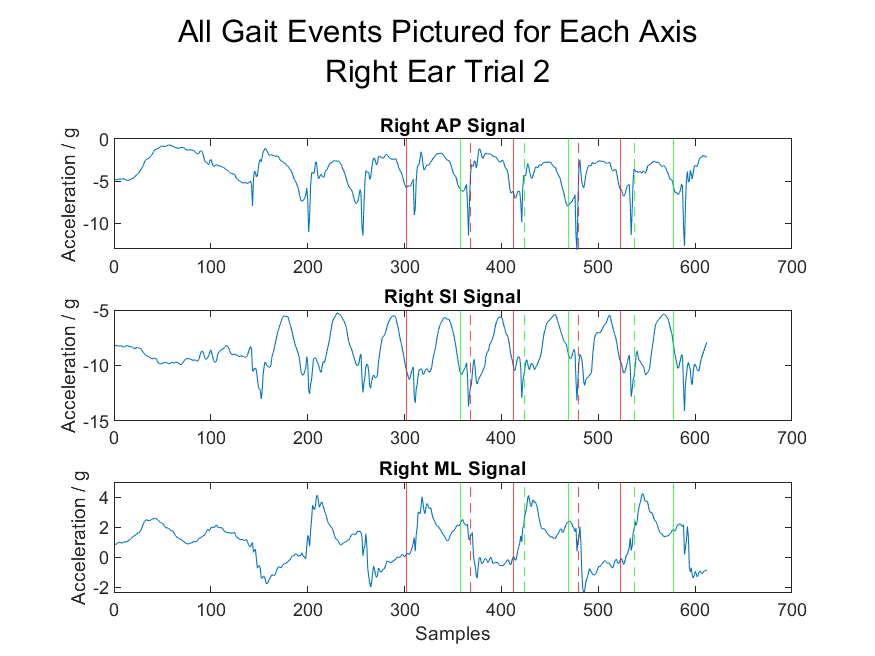 All Gait Events Pictured for Each Axis
Right Ear Trial 2
Right AP Signal
Acceleration / g
0
-5
-10
0 100 200 300 400 500 600 700
Right SI Signal
Acceleration / g
-5
-10
-15
0 100 200 300 400 500 600 700
Right ML Signal
Acceleration / g
4
2
0
-2
0 100 200 300 400 500 600 700
Samples